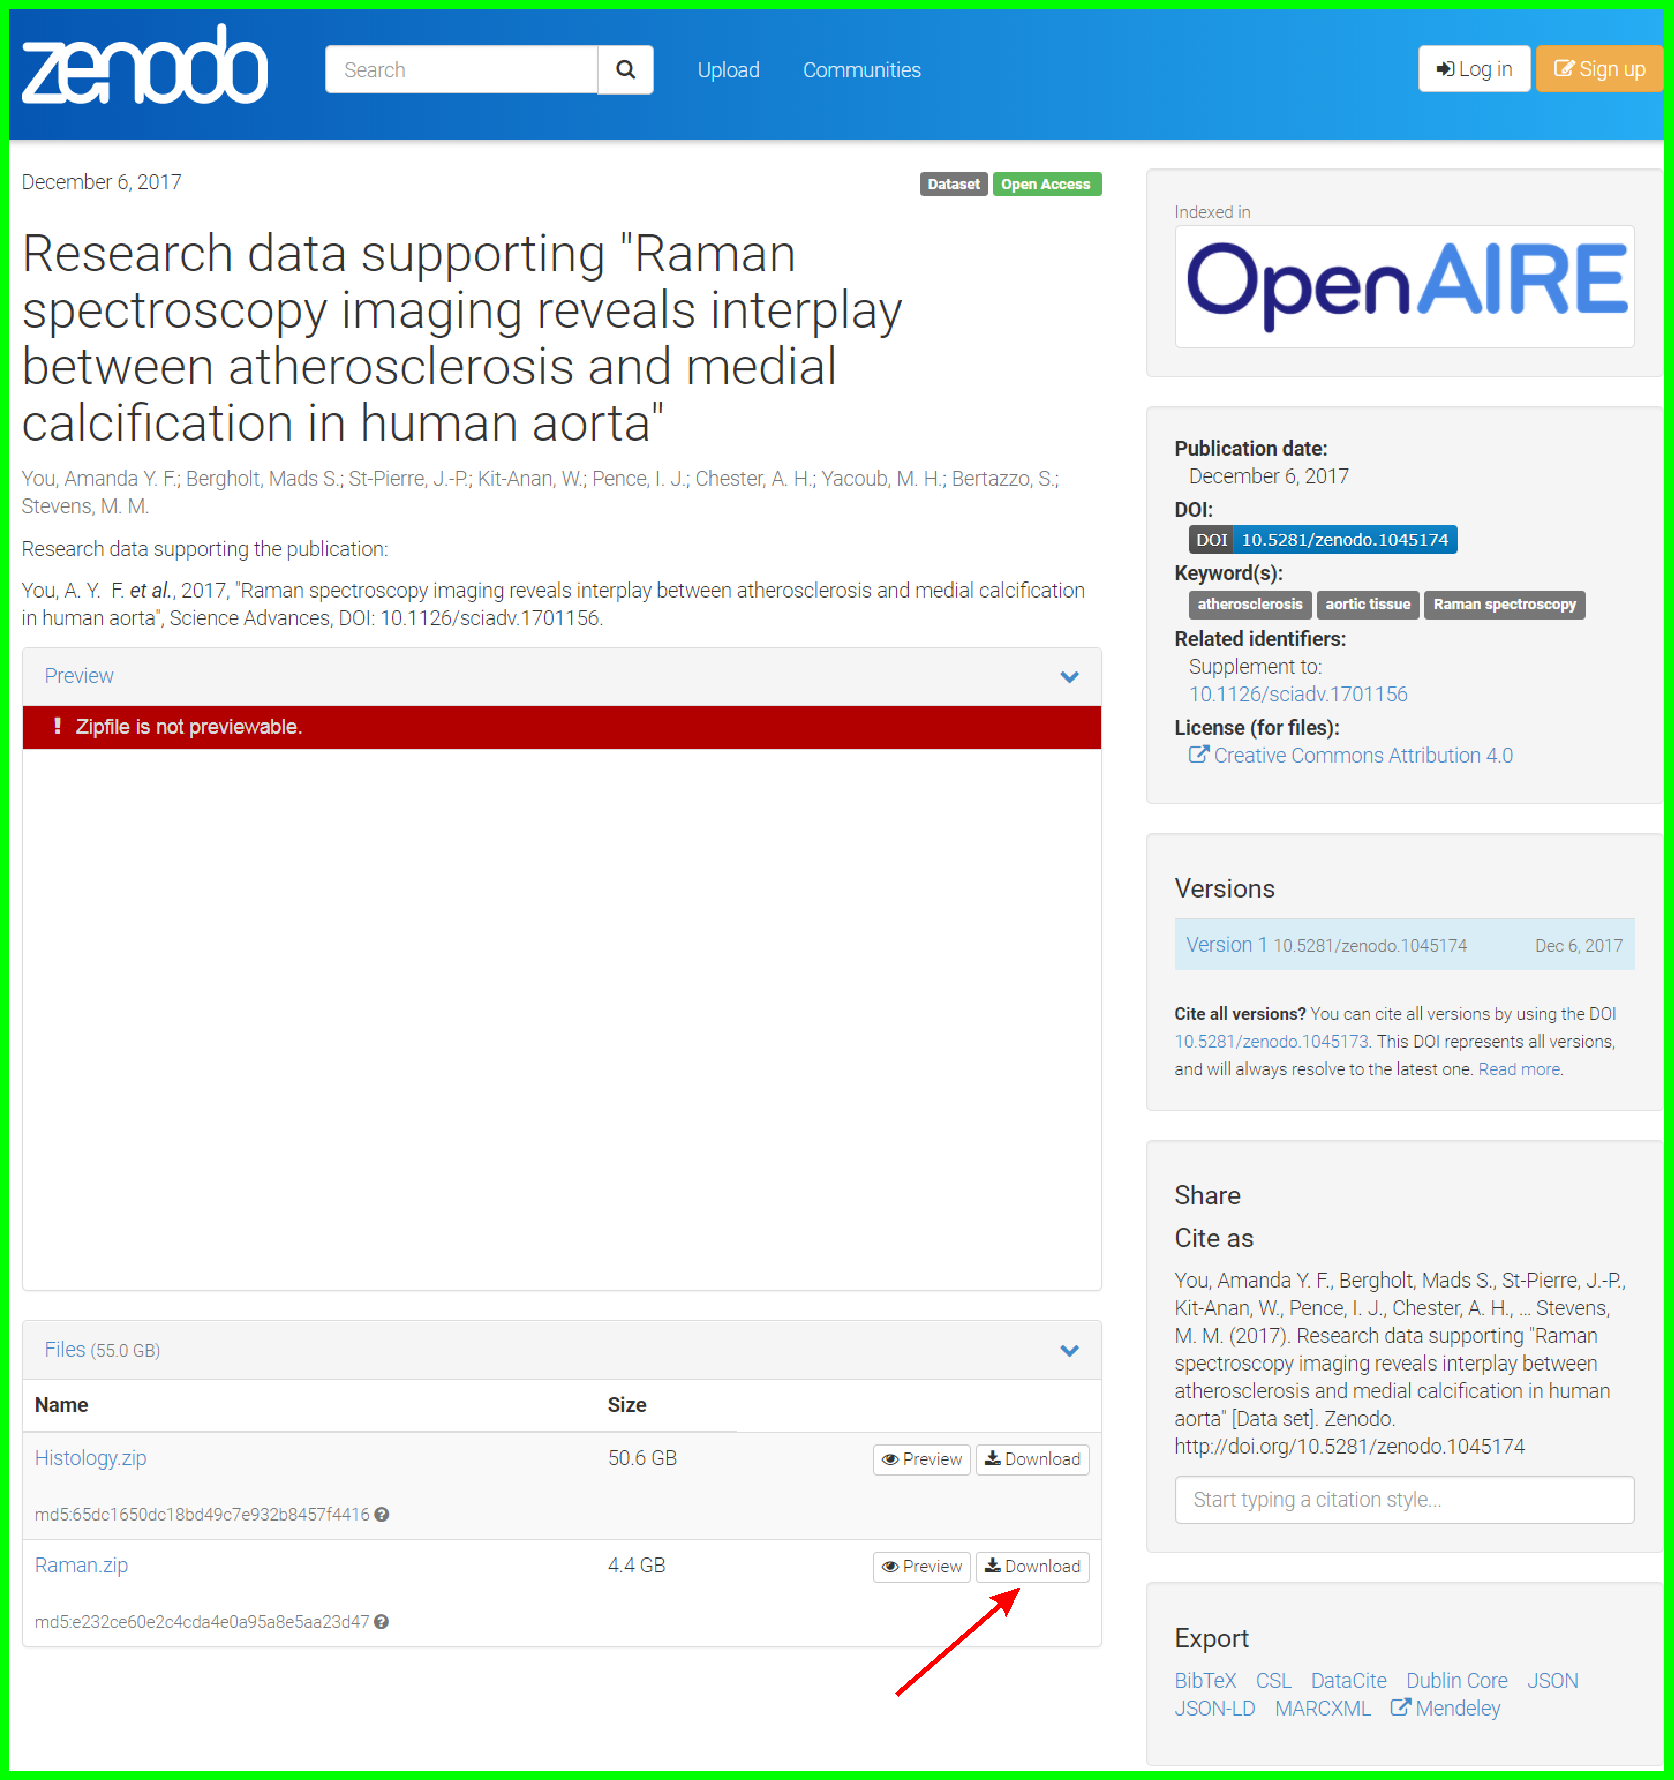 zenodo
Search
Upload
Communities
Log in
Sign up
December 6, 2017
Dataset
Open Access
Research data supporting "Raman
spectroscopy imaging reveals interplay
between atherosclerosis and medial
calcification in human aorta"
You, Amanda Y. F.; Bergholt, Mads S.; St-Pierre, J.-P.; Kit-Anan, W.; Pence, I. J.; Chester, A. H.; Yacoub, M. H.; Bertazzo, S.;
Stevens, M. M.
Research data supporting the publication:
You, A. Y. F. et al., 2017, "Raman spectroscopy imaging reveals interplay between atherosclerosis and medial calcification
in human aorta", Science Advances, DOI: 10.1126/sciadv.1701156.
Preview
! Zipfile is not previewable.
Files (55.0 GB)
Name Size
Histology.zip 50.6 GB Preview Download
md5:65dc1650dc18bd49c7e932b8457f4416 ?
Raman.zip 4.4 GB Preview Download
md5:e232ce60e2c4cda4e0a95a8e5aa23d47 ?
Indexed in
OpenAIRE
Publication date:
December 6, 2017
DOI:
DOI 10.5281/zenodo.1045174
Keyword(s):
atherosclerosis aortic tissue Raman spectroscopy
Related identifiers:
Supplement to:
10.1126/sciadv.1701156
License (for files):
Creative Commons Attribution 4.0
Versions
Version 1 10.5281/zenodo.1045174 Dec 6, 2017
Cite all versions? You can cite all versions by using the DOI
10.5281/zenodo.1045173. This DOI represents all versions,
and will always resolve to the latest one. Read more.
Share
Cite as
You, Amanda Y. F., Bergholt, Mads S., St-Pierre, J.-P.,
Kit-Anan, W., Pence, I. J., Chester, A. H., ... Stevens,
M. M. (2017). Research data supporting "Raman
spectroscopy imaging reveals interplay between
atherosclerosis and medial calcification in human
aorta" [Data set]. Zenodo.
http://doi.org/10.5281/zenodo.1045174
Start typing a citation style...
Export
BibTeX CSL DataCite Dublin Core JSON
JSON-LD MARCXML Mendeley